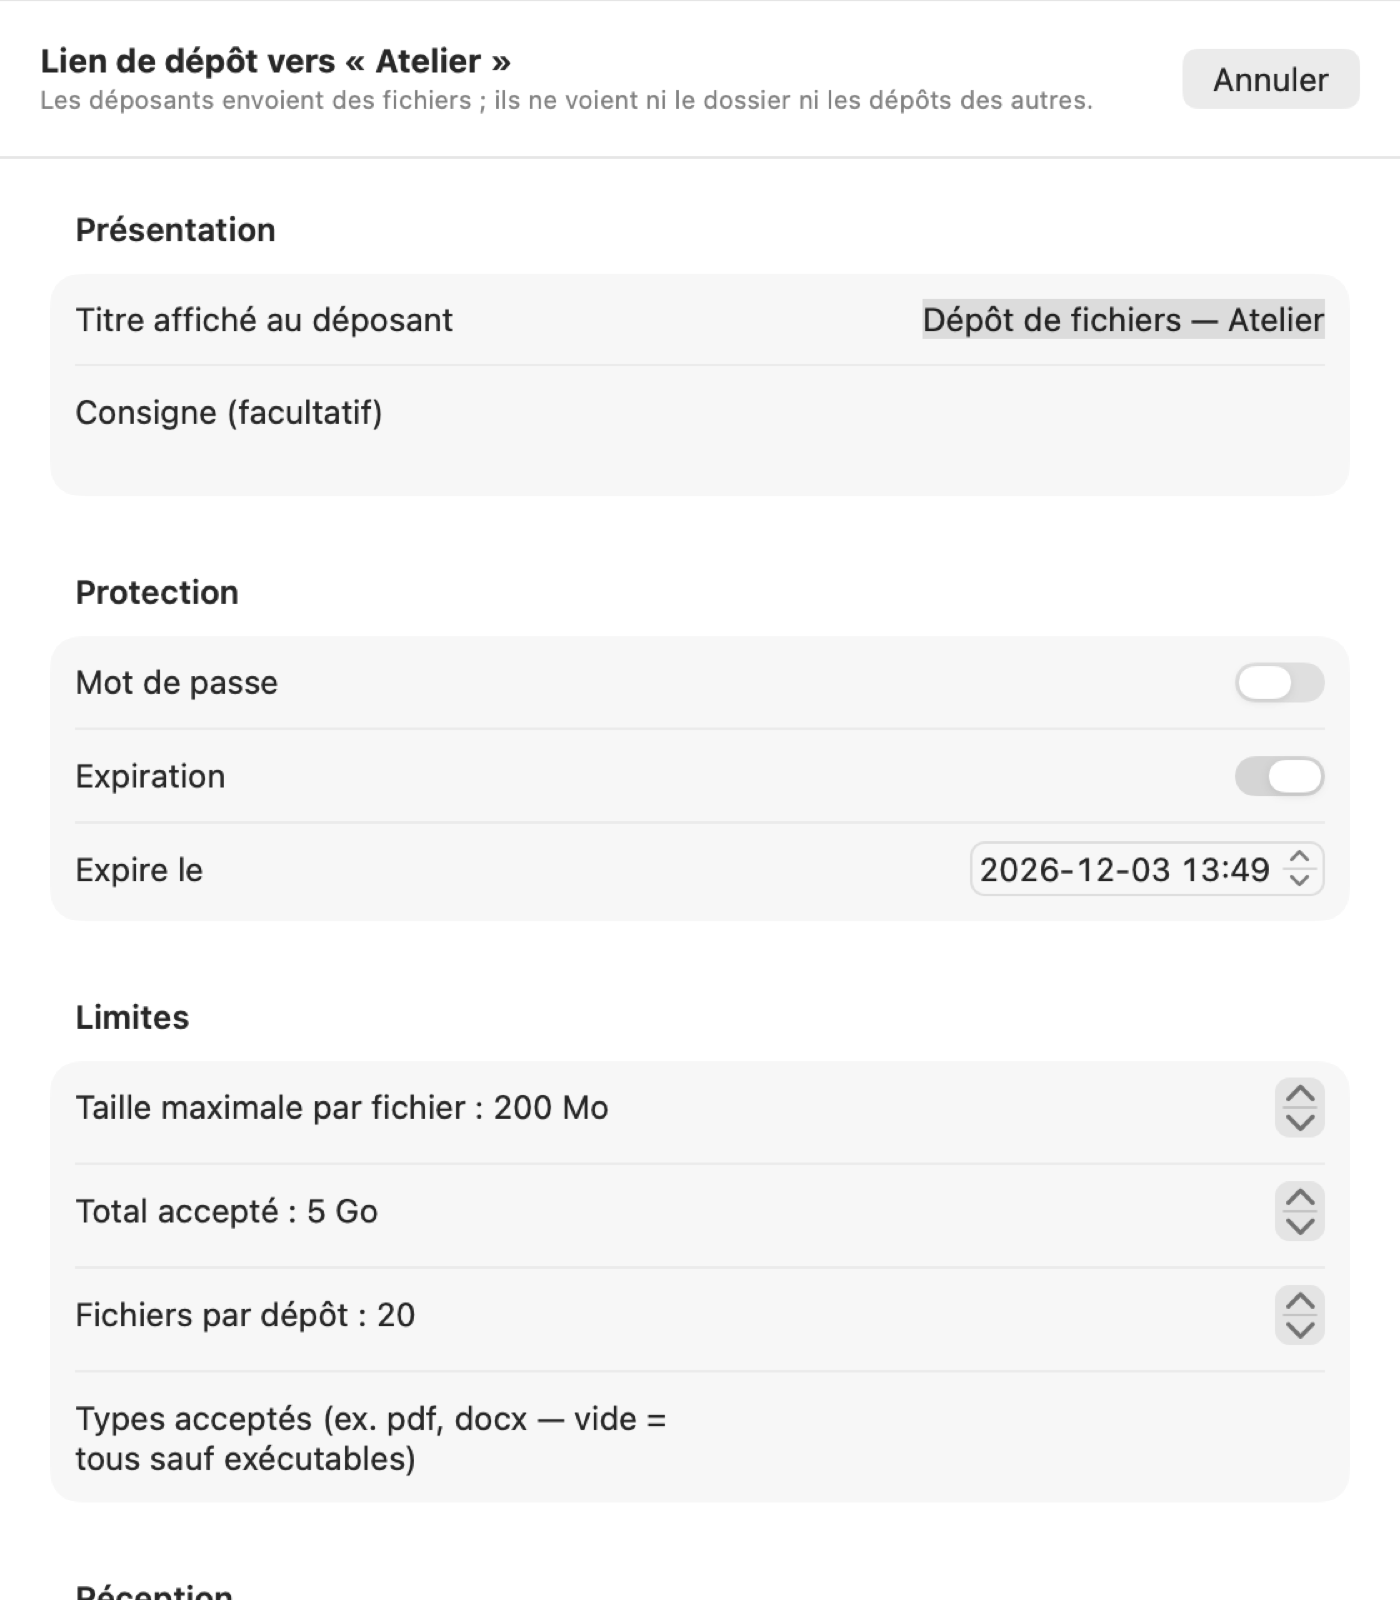 Lien de dépôt vers « Atelier »
Les déposants envoient des fichiers ; ils ne voient ni le dossier ni les dépôts des autres.
Annuler
Présentation
Titre affiché au déposant
Dépôt de fichiers — Atelier
Consigne (facultatif)
Protection
Mot de passe
Expiration
Expire le
2026-12-03 13:49
Limites
Taille maximale par fichier : 200 Mo
Total accepté : 5 Go
Fichiers par dépôt : 20
Types acceptés (ex. pdf, docx — vide =
tous sauf exécutables)
Réception